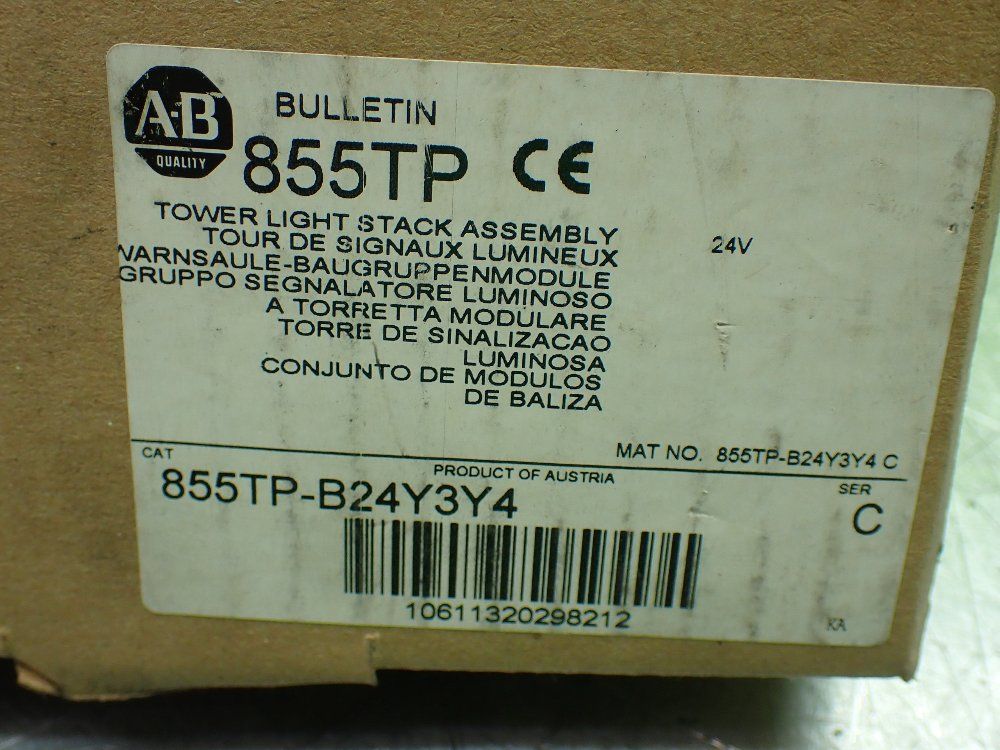 A-B
QUALITY
BULLETIN
855TP CE
TOWER LIGHT STACK ASSEMBLY
24V
TOUR DE SIGNAUX LUMINEUX
WARNSAULE-BAUGRUPPENMODULE
GRUPPO SEGNALATORE LUMINOSO
A TORRETTA MODULARE
TORRE DE SINALIZACAO
LUMINOSA
CONJUNTO DE MODULOS
DE BALIZA
MAT NO. 855TP-B24Y3Y4 C
CAT
PRODUCT OF AUSTRIA
SER
855TP-B24Y3Y4
C
10611320298212
KA